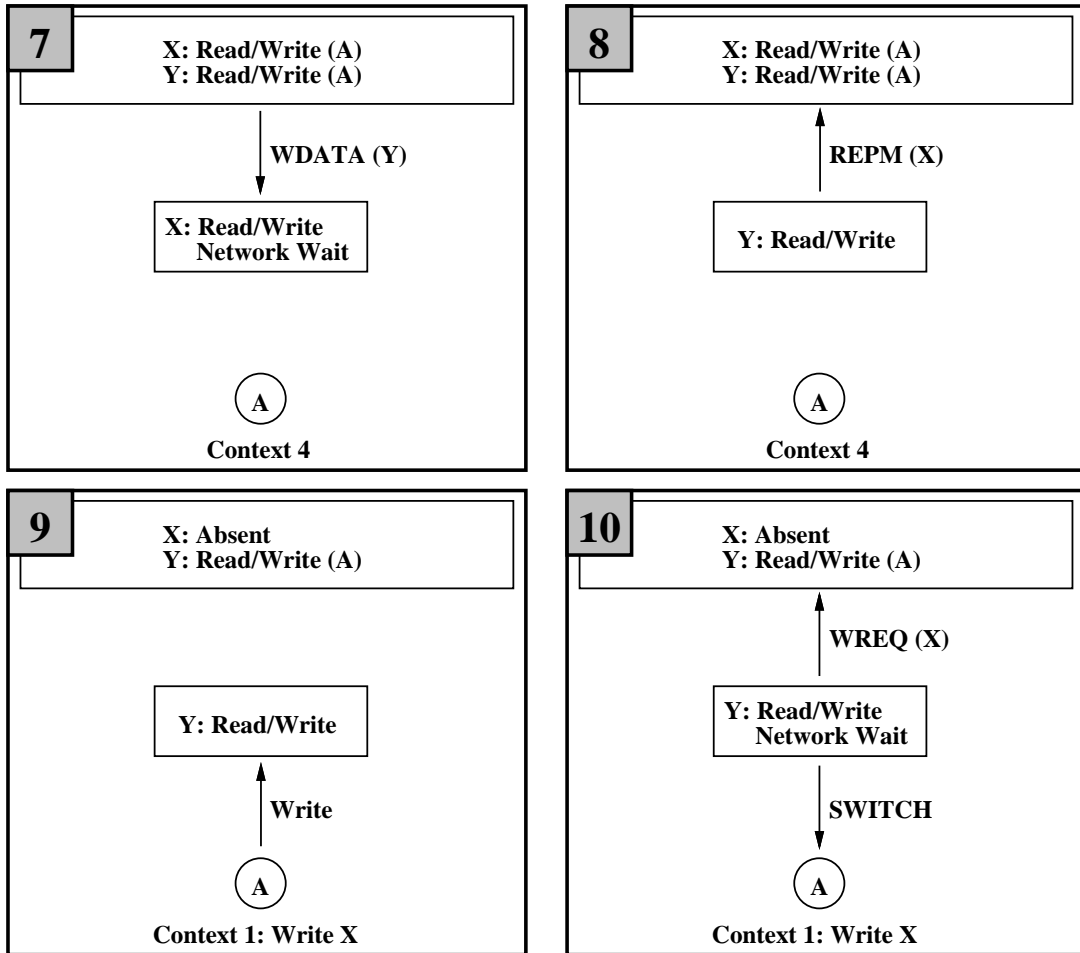 7
X: Read/Write (A)
Y: Read/Write (A)
WDATA (Y)
X: Read/Write
Network Wait
A
Context 4
8
X: Read/Write (A)
Y: Read/Write (A)
REPM (X)
Y: Read/Write
A
Context 4
9
X: Absent
Y: Read/Write (A)
Y: Read/Write
Write
A
Context 1: Write X
10
X: Absent
Y: Read/Write (A)
WREQ (X)
Y: Read/Write
Network Wait
SWITCH
A
Context 1: Write X